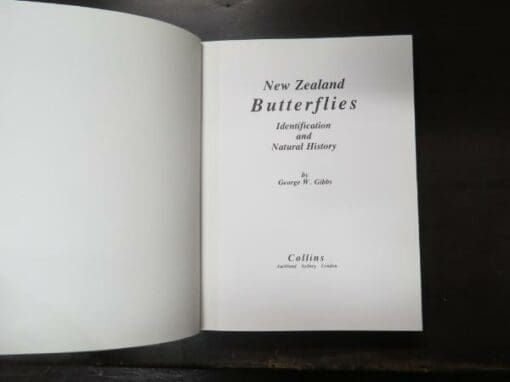 New Zealand
Butterflies
Identification
and
Natural History
by
George W. Gibbs
Collins
Auckland Sydney London